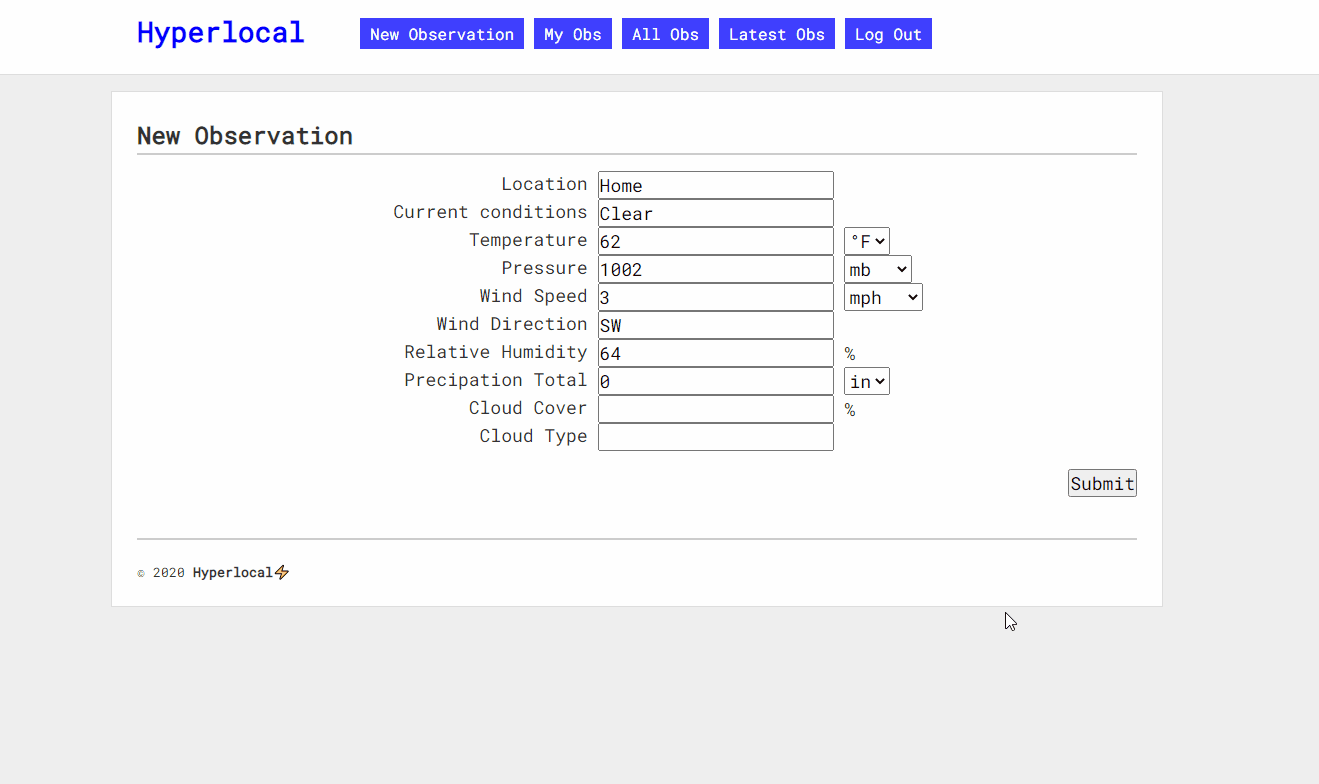 Hyperlocal New Observation My Obs All Obs Latest Obs Log Out
New Observation
Location Home
Current conditions Clear
Temperature 62 °F
Pressure 1002 mb
Wind Speed 3 mph
Wind Direction SW
Relative Humidity 64 %
Precipation Total 0 in
Cloud Cover %
Cloud Type
Submit
© 2020 Hyperlocal⚡